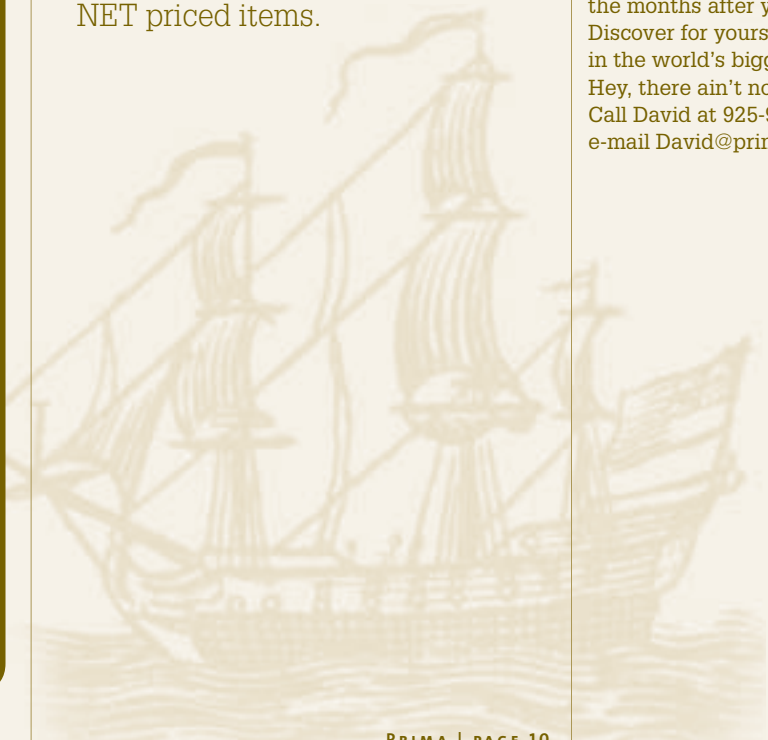 NET priced items.
the months after y
Discover for yours
in the world's bigg
Hey, there ain't no
Call David at 925-9
e-mail David@prin
PRIMA | PAGE 10